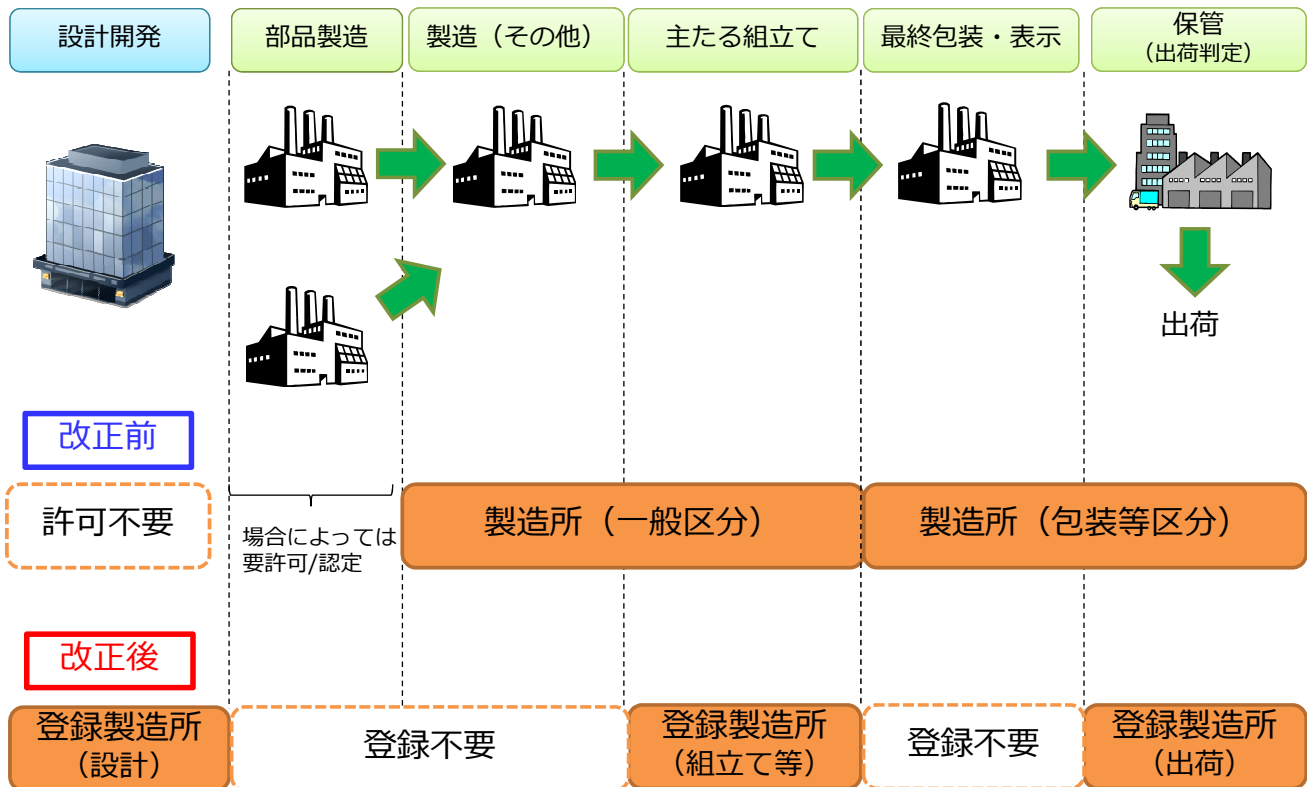 設計開発
部品製造
製造（その他）
主たる組立て
最終包装・表示
保管
（出荷判定）
出荷
改正前
許可不要
場合によっては
要許可/認定
製造所（一般区分）
製造所（包装等区分）
改正後
登録製造所
（設計）
登録不要
登録製造所
（組立て等）
登録不要
登録製造所
（出荷）